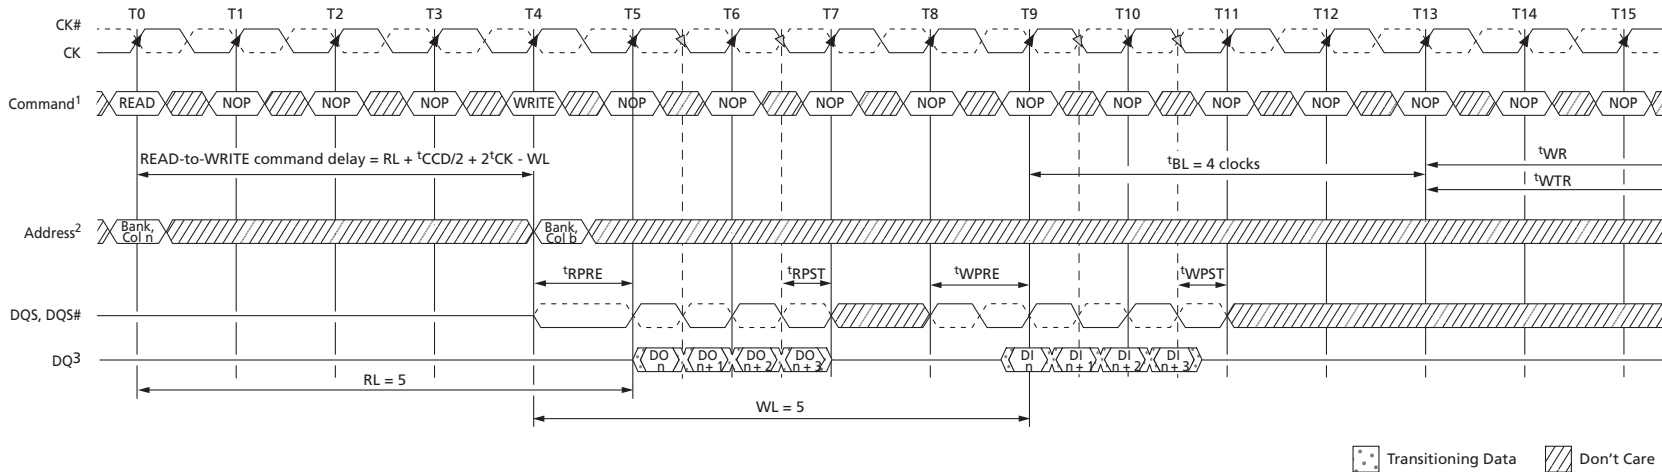 T0 T1 T2 T3 T4 T5 T6 T7 T8 T9 T10 T11 T12 T13 T14 T15
CK#
CK
Command1 READ NOP NOP NOP WRITE NOP NOP NOP NOP NOP NOP NOP NOP NOP NOP NOP
READ-to-WRITE command delay = RL + tCCD/2 + 2tCK - WL
tBL = 4 clocks
tWR
tWTR
Address2 Bank, Col n Bank, Col b
tRPRE tRPST tWPRE tWPST
DQS, DQS#
DQ3 DO n DO n + 1 DO n + 2 DO n + 3 DI n DI n + 1 DI n + 2 DI n + 3
RL = 5
WL = 5
Transitioning Data Don't Care